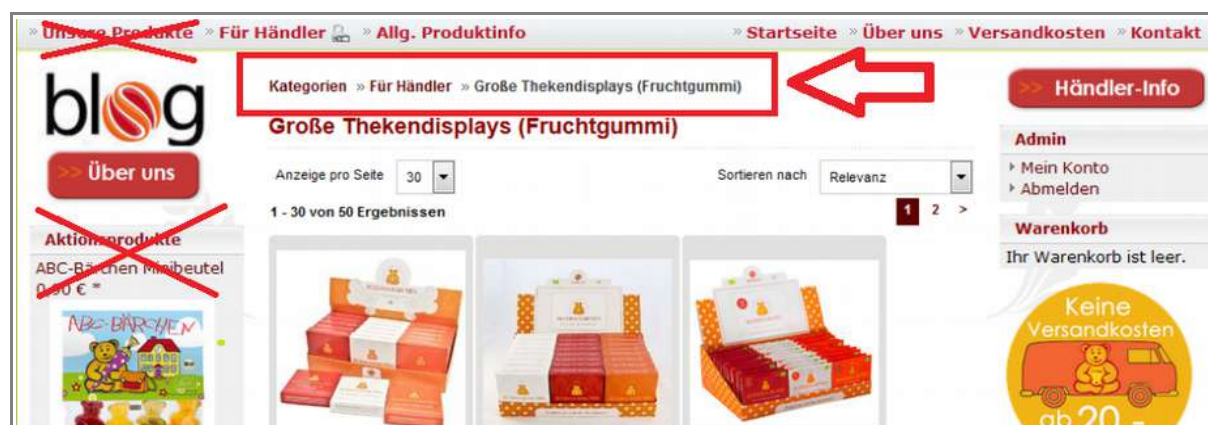 » Unsere Produkte » Für Händler » Allg. Produktinfo » Startseite » Über uns » Versandkosten » Kontakt
blog
>> Über uns
Aktionsprodukte
ABC-Bärchen Minibeutel
0,90 € *
ABC-BÄRCHEN
Kategorien » Für Händler » Große Thekendisplays (Fruchtgummi)
Große Thekendisplays (Fruchtgummi)
Anzeige pro Seite 30 Sortieren nach Relevanz
1 - 30 von 50 Ergebnissen 1 2 >
>> Händler-Info
Admin
Mein Konto
Abmelden
Warenkorb
Ihr Warenkorb ist leer.
Keine
Versandkosten
ab 20,-